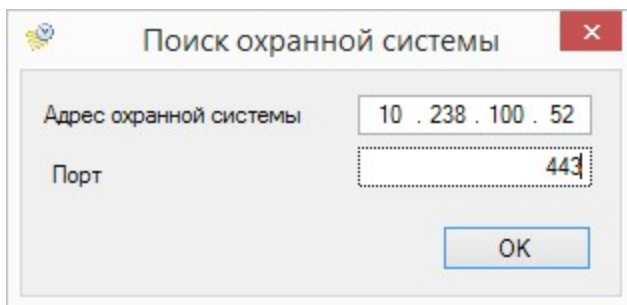 Поиск охранной системы
Адрес охранной системы 10 . 238 . 100 . 52
Порт 443
OK